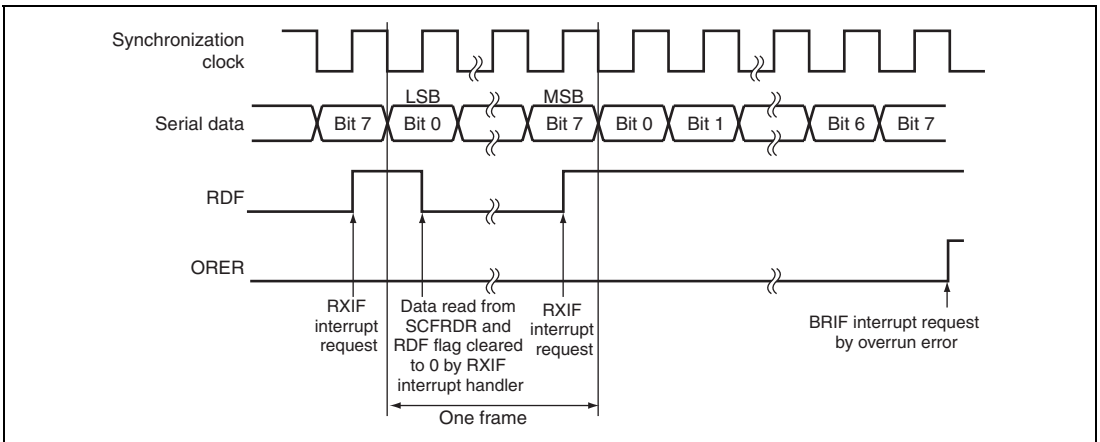 Synchronization
clock
LSB
MSB
Serial data
Bit 7
Bit 0
Bit 7
Bit 0
Bit 1
Bit 6
Bit 7
RDF
ORER
RXIF
interrupt
request
Data read from
SCFRDR and
RDF flag cleared
to 0 by RXIF
interrupt handler
RXIF
interrupt
request
BRIF interrupt request
by overrun error
One frame